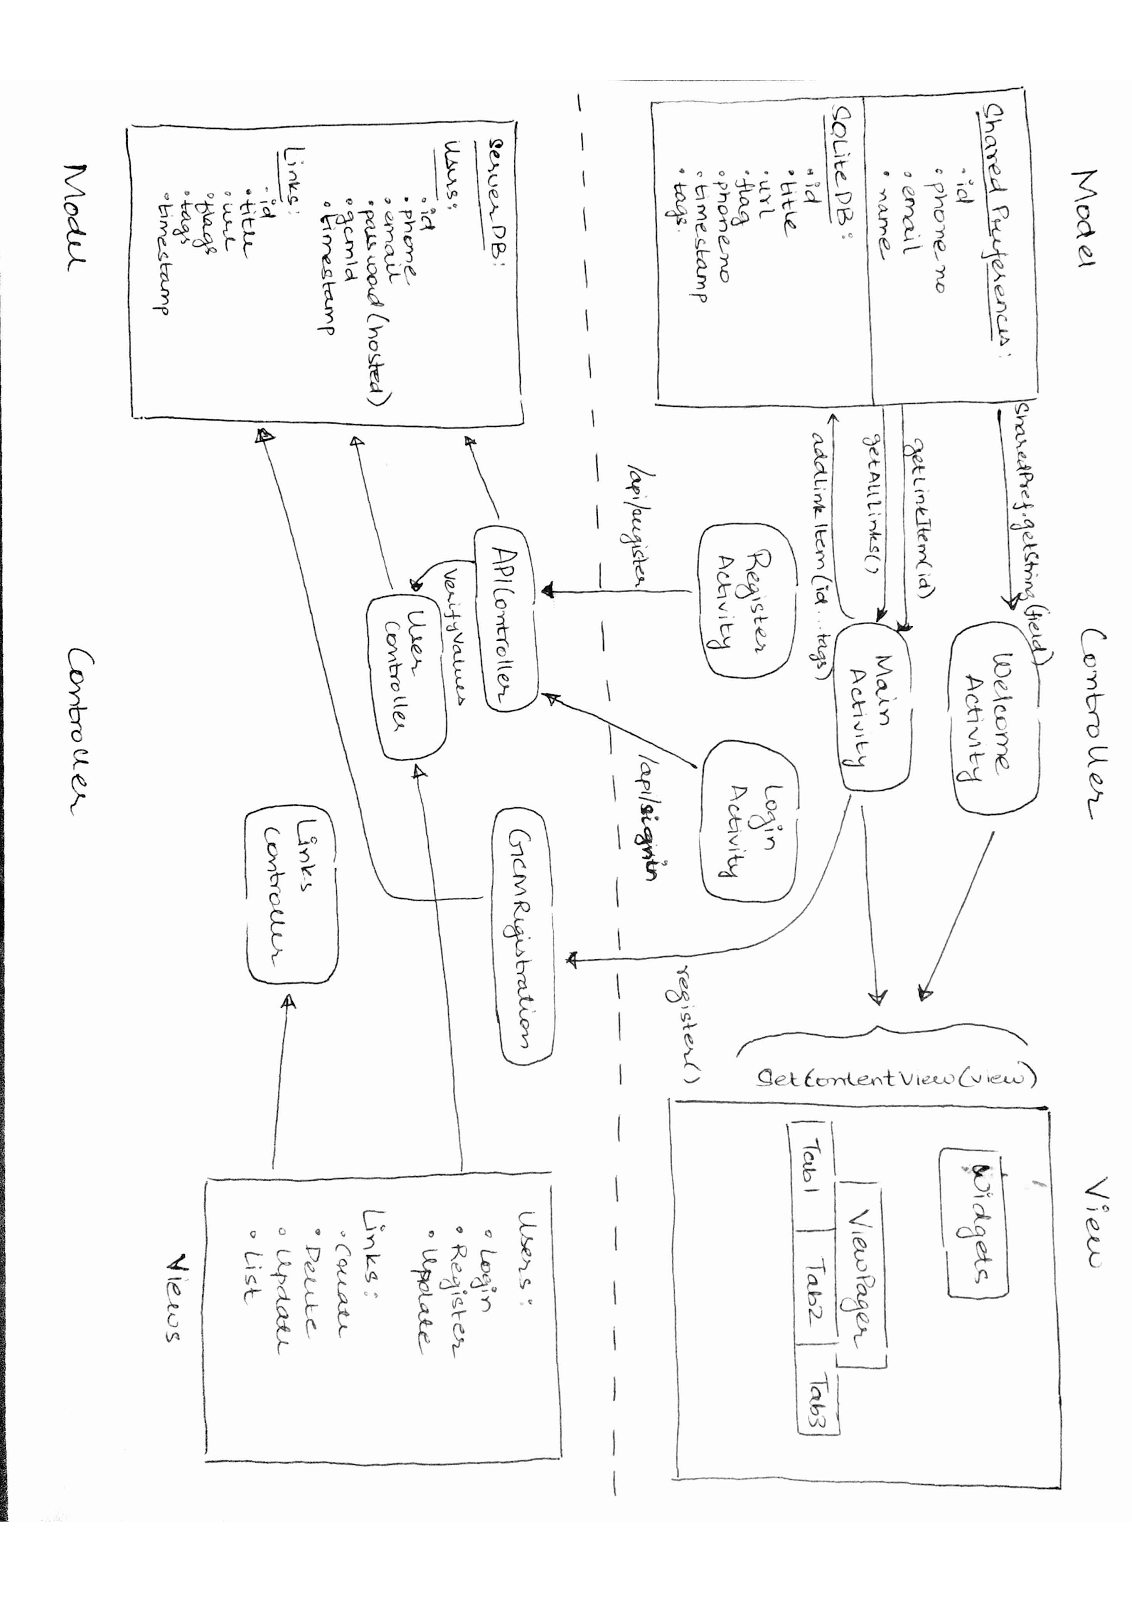 Model
Controller
View
Shared Preferences:
• id
• phone no
• email
• name
SQLite DB:
• id
• title
• url
• flag
• phone no
• timestamp
• tags.
SharedPref.getString(field)
getLinkItem(id)
getAllLinks()
addLinkItem(id...tags)
Welcome
Activity
Main
Activity
Register
Activity
Login
Activity
SetContentView(view)
Widgets
ViewPager
Tab1
Tab2
Tab3
/api/register
/api/signin
register()
Server DB:
Users:
• id
• phone
• email
• password (hosted)
• gcmId
• timestamp
Links:
• id
• title
• url
• flags
• tags
• timestamp
APIController
VerifyValues
User
Controller
GCMRegistration
Links
Controller
Users:
• Login
• Register
• Update
Links:
• Create
• Delete
• Update
• List
Model
Controller
Views